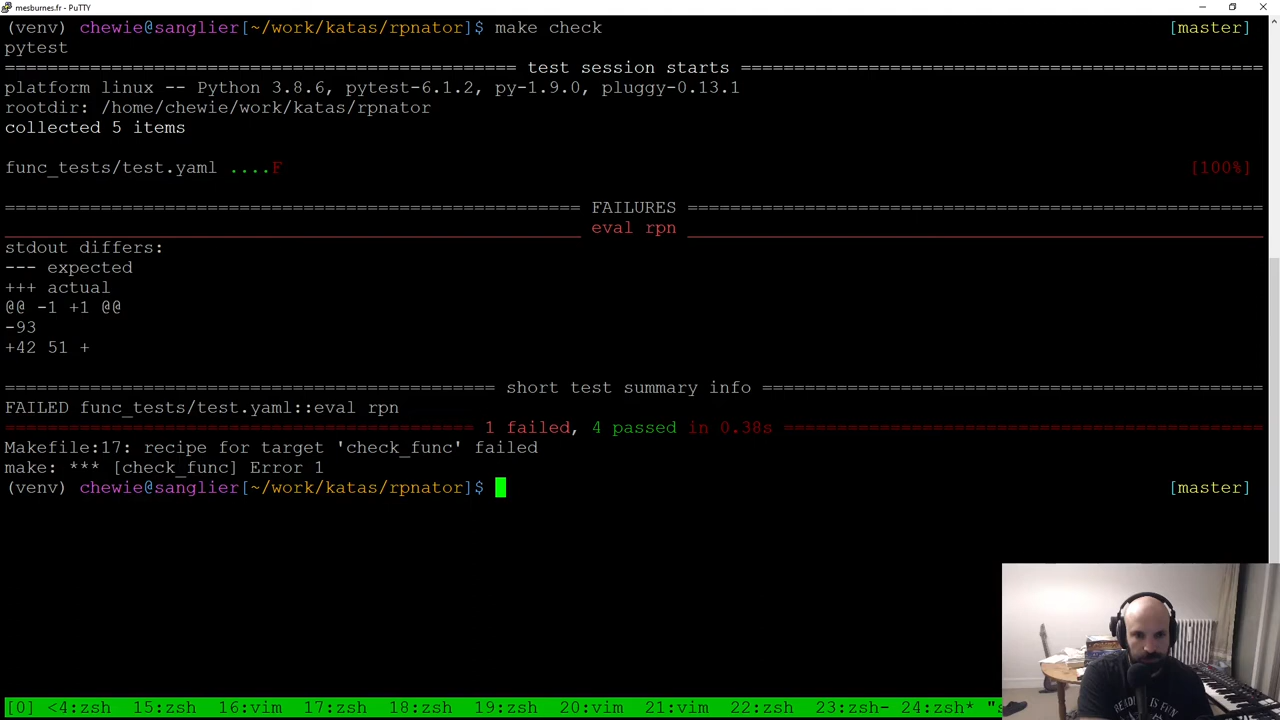 mesburnes.fr - PuTTY
(venv) chewie@sanglier[~/work/katas/rpnator]$ make check [master]
pytest
================================================ test session starts =================================================
platform linux -- Python 3.8.6, pytest-6.1.2, py-1.9.0, pluggy-0.13.1
rootdir: /home/chewie/work/katas/rpnator
collected 5 items
func_tests/test.yaml ....F [100%]
====================================================== FAILURES ======================================================
eval rpn
stdout differs:
--- expected
+++ actual
@@ -1 +1 @@
-93
+42 51 +
============================================== short test summary info ===============================================
FAILED func_tests/test.yaml::eval rpn
============================================ 1 failed, 4 passed in 0.38s =============================================
Makefile:17: recipe for target 'check_func' failed
make: *** [check_func] Error 1
(venv) chewie@sanglier[~/work/katas/rpnator]$ [master]
[0] <4:zsh 15:zsh 16:vim 17:zsh 18:zsh 19:zsh 20:vim 21:vim 22:zsh 23:zsh- 24:zsh* "s
READI IS FUN